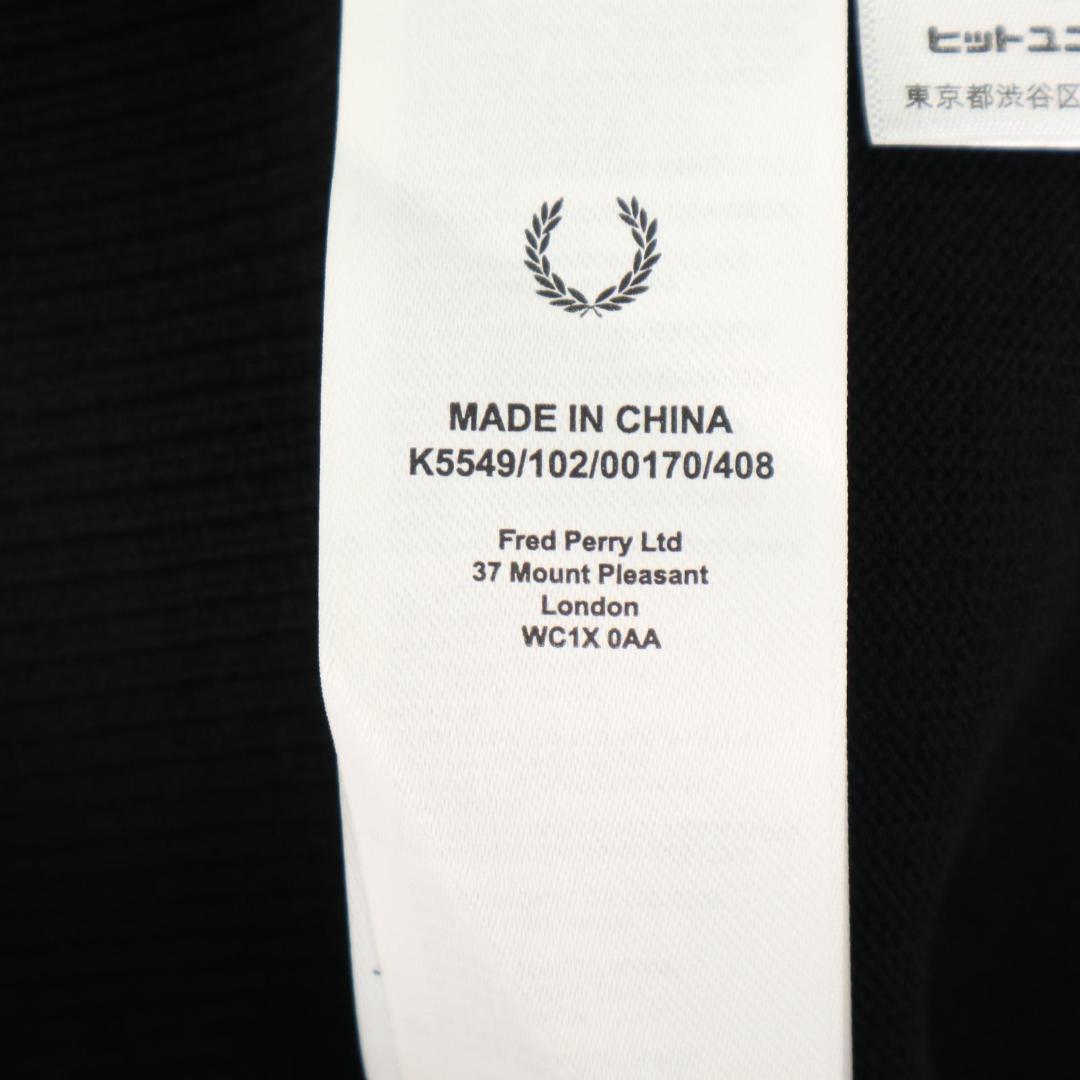 MADE IN CHINA
K5549/102/00170/408
Fred Perry Ltd
37 Mount Pleasant
London
WC1X 0AA
ヒットユニ
東京都渋谷区